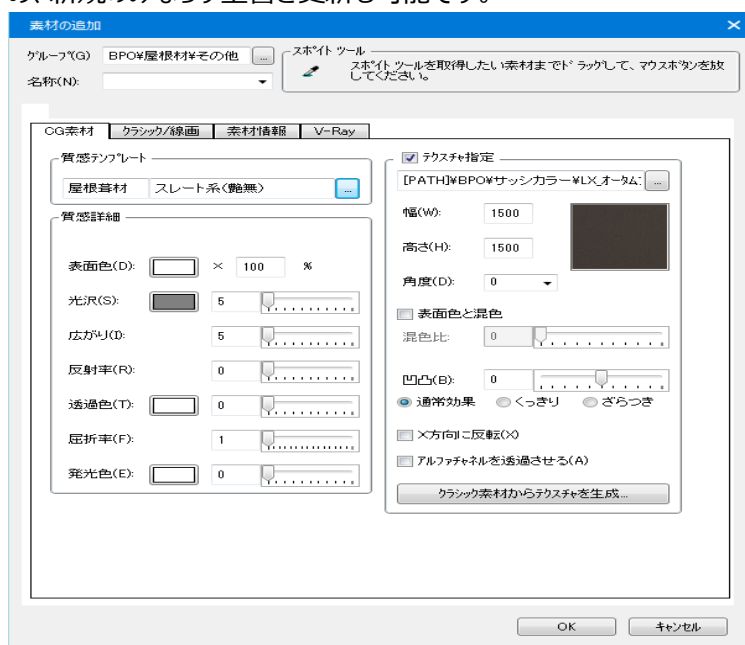 素材の追加
グループ(G) BPO¥屋根材¥その他 ...
名称(N):
スポイト ツール
スポイト ツールを取得したい素材までドラッグして、マウスボタンを放してください。
CG素材 クラシック/線画 素材情報 V-Ray
質感テンプレート
屋根葺材 スレート系(艶無) ...
質感詳細
表面色(D): × 100 %
光沢(S): 5
広がり(I): 5
反射率(R): 0
透過色(T): 0
屈折率(F): 1
発光色(E): 0
テクスチャ指定
[PATH]¥BPO¥サッシカラー¥LX_オータム ...
幅(W): 1500
高さ(H): 1500
角度(D): 0
表面色と混色
混色比: 0
凹凸(B): 0
通常効果 くっきり ざらつき
X方向に反転(X)
アルファチャネルを透過させる(A)
クラシック素材からテクスチャを生成...
OK キャンセル